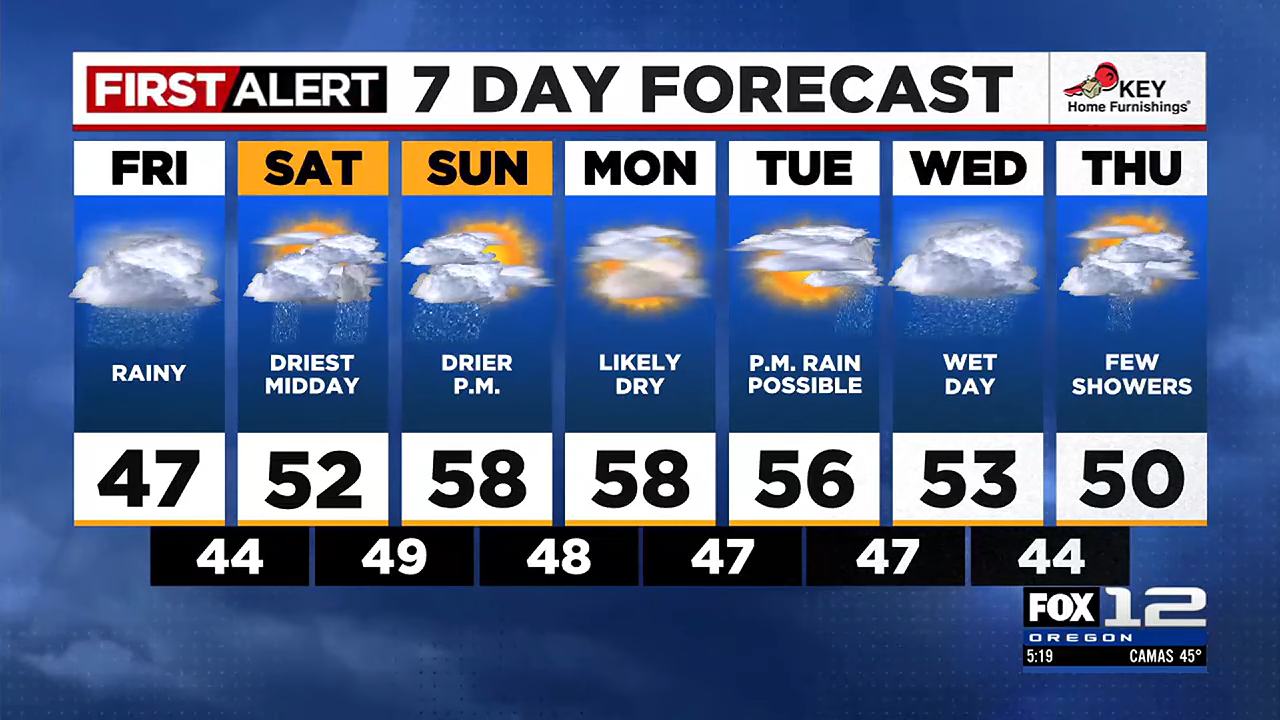 FIRST ALERT 7 DAY FORECAST
KEY
Home Furnishings®
FRI SAT SUN MON TUE WED THU
RAINY
DRIEST
MIDDAY
DRIER
P.M.
LIKELY
DRY
P.M. RAIN
POSSIBLE
WET
DAY
FEW
SHOWERS
47 52 58 58 56 53 50
44 49 48 47 47 44
FOX 12
OREGON
5:19 CAMAS 45°